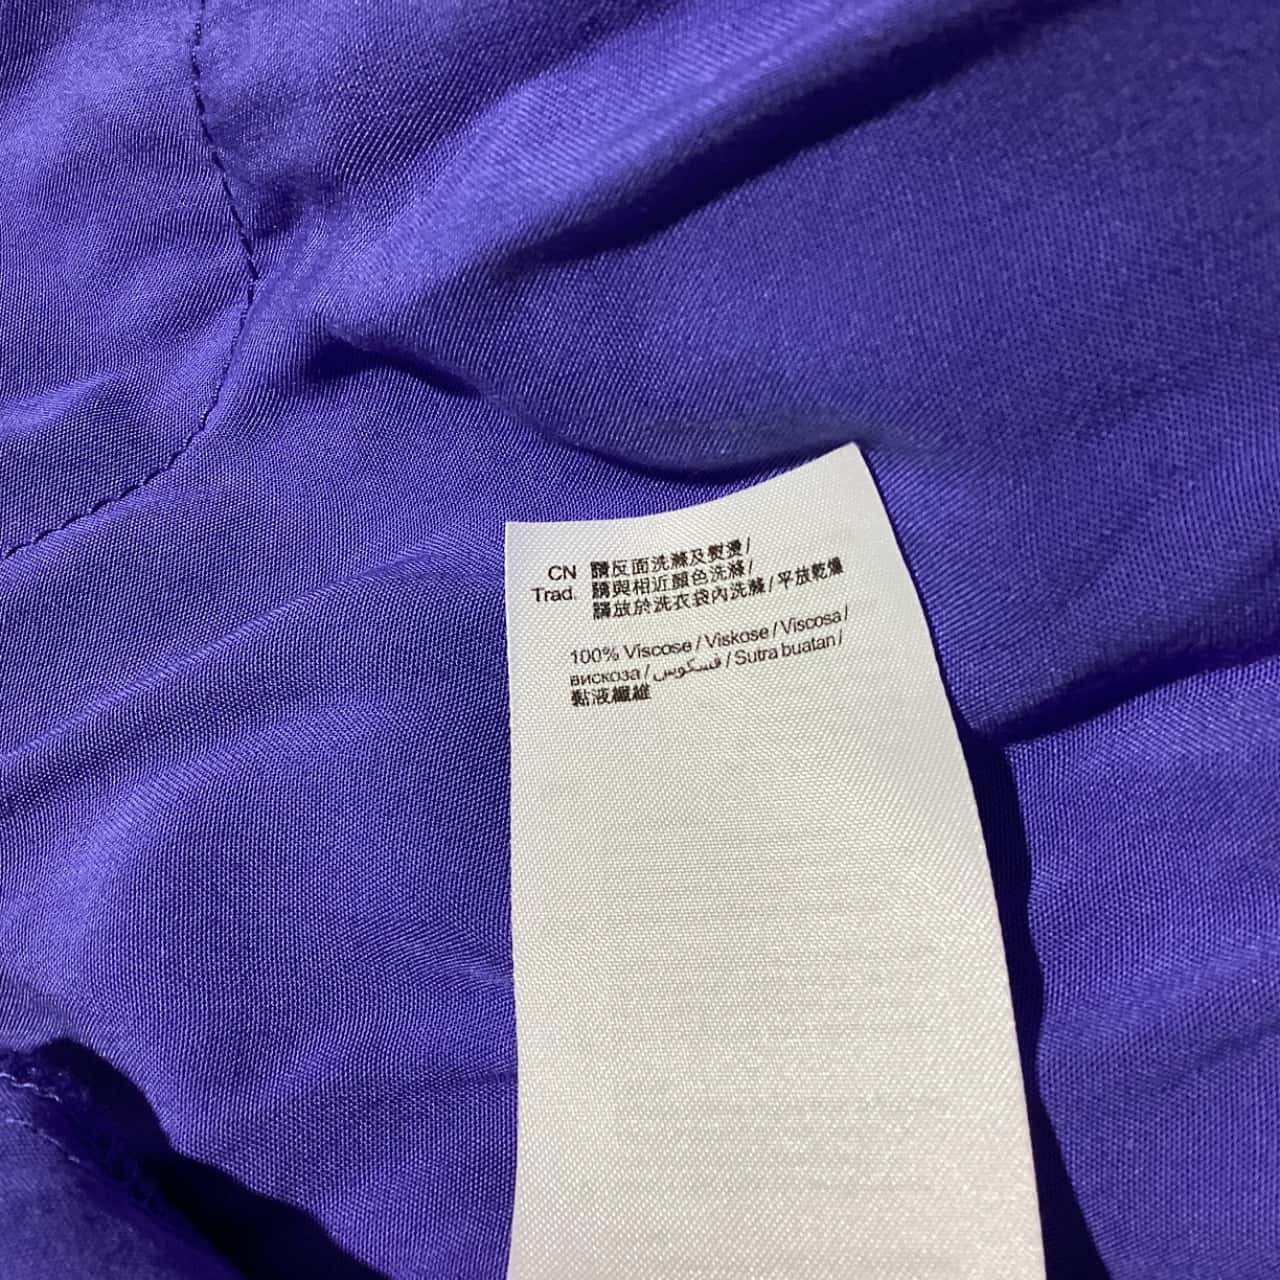 CN 請反面洗滌及熨燙/
Trad. 請與相近顏色洗滌/
請放於洗衣袋內洗滌/平放乾燥
100% Viscose / Viskose / Viscosa /
вискоза / فسكوس / Sutra buatan /
黏液纖維